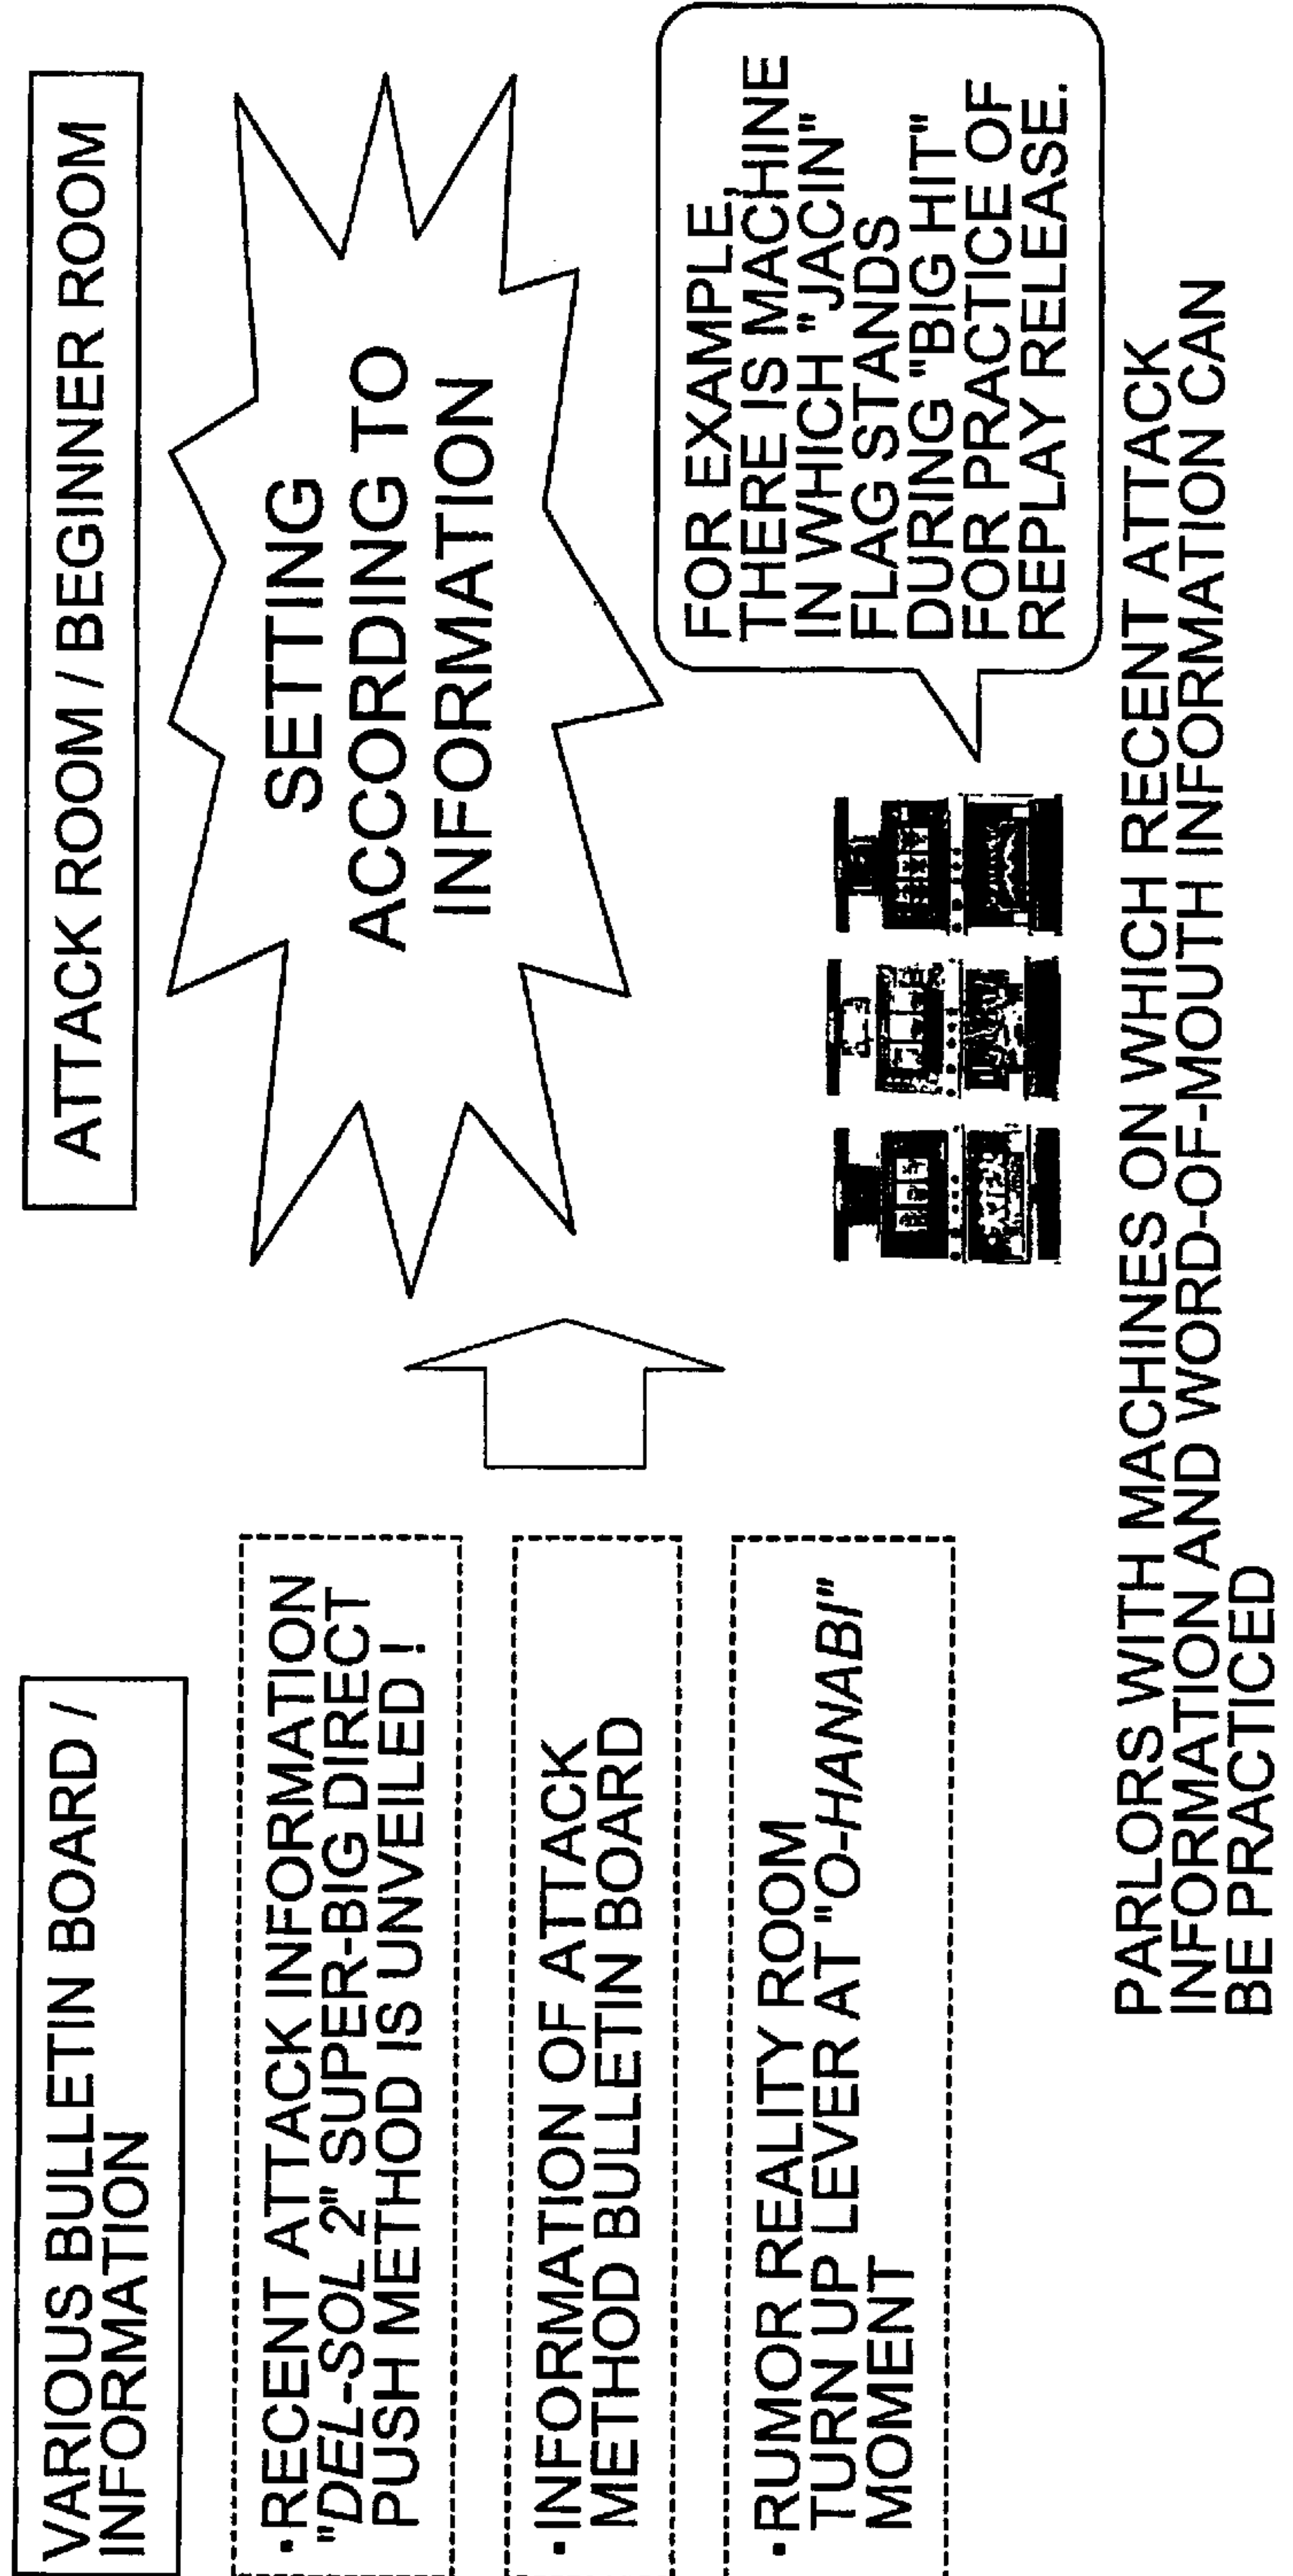 VARIOUS BULLETIN BOARD /
INFORMATION
·RECENT ATTACK INFORMATION
"DEL-SOL 2" SUPER-BIG DIRECT
PUSH METHOD IS UNVEILED !
·INFORMATION OF ATTACK
METHOD BULLETIN BOARD
·RUMOR REALITY ROOM
TURN UP LEVER AT "O-HANABI"
MOMENT
ATTACK ROOM / BEGINNER ROOM
SETTING
ACCORDING TO
INFORMATION
FOR EXAMPLE,
THERE IS MACHINE
IN WHICH "JACIN"
FLAG STANDS
DURING "BIG HIT"
FOR PRACTICE OF
REPLAY RELEASE.
PARLORS WITH MACHINES ON WHICH RECENT ATTACK
INFORMATION AND WORD-OF-MOUTH INFORMATION CAN
BE PRACTICED